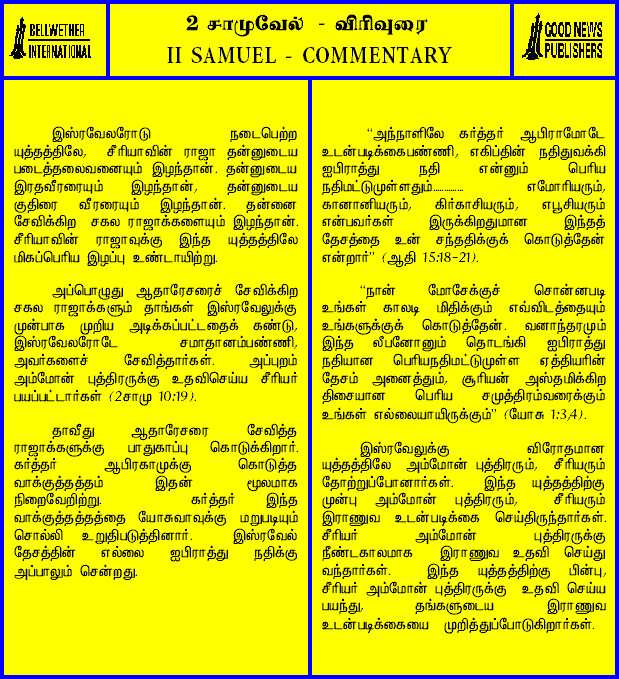 BELLWETHER
INTERNATIONAL
2 சாமுவேல் - விரிவுரை
II SAMUEL - COMMENTARY
GOOD NEWS
PUBLISHERS
இஸ்ரவேலரோடு நடைபெற்ற
யுத்தத்திலே, சீரியாவின் ராஜா தன்னுடைய
படைத்தலைவனையும் இழந்தான். தன்னுடைய
இரதவீரரையும் இழந்தான், தன்னுடைய
குதிரை வீரரையும் இழந்தான். தன்னை
சேவிக்கிற சகல ராஜாக்களையும் இழந்தான்.
சீரியாவின் ராஜாவுக்கு இந்த யுத்தத்திலே
மிகப்பெரிய இழப்பு உண்டாயிற்று.
அப்பொழுது ஆதாரேசரைச் சேவிக்கிற
சகல ராஜாக்களும் தாங்கள் இஸ்ரவேலுக்கு
முன்பாக முறிய அடிக்கப்பட்டதைக் கண்டு,
இஸ்ரவேலரோடே சமாதானம்பண்ணி,
அவர்களைச் சேவித்தார்கள். அப்புறம்
அம்மோன் புத்திரருக்கு உதவிசெய்ய சீரியர்
பயப்பட்டார்கள் (2சாமு 10:19).
தாவீது ஆதாரேசரை சேவித்த
ராஜாக்களுக்கு பாதுகாப்பு கொடுக்கிறார்.
கர்த்தர் ஆபிரகாமுக்கு கொடுத்த
வாக்குத்தத்தம் இதன் மூலமாக
நிறைவேறிற்று. கர்த்தர் இந்த
வாக்குத்தத்தத்தை யோசுவாவுக்கு மறுபடியும்
சொல்லி உறுதிபடுத்தினார். இஸ்ரவேல்
தேசத்தின் எல்லை ஐபிராத்து நதிக்கு
அப்பாலும் சென்றது.
“அந்நாளிலே கர்த்தர் ஆபிராமோடே
உடன்படிக்கைபண்ணி, எகிப்தின் நதிதுவக்கி
ஐபிராத்து நதி என்னும் பெரிய
நதிமட்டுமுள்ளதும்............. எமோரியரும்,
கானானியரும், கிர்காசியரும், எபூசியரும்
என்பவர்கள் இருக்கிறதுமான இந்தத்
தேசத்தை உன் சந்ததிக்குக் கொடுத்தேன்
என்றார்” (ஆதி 15:18-21).
“நான் மோசேக்குச் சொன்னபடி
உங்கள் காலடி மிதிக்கும் எவ்விடத்தையும்
உங்களுக்குக் கொடுத்தேன். வனாந்தரமும்
இந்த லீபனோனும் தொடங்கி ஐபிராத்து
நதியான பெரியநதிமட்டுமுள்ள ஏத்தியரின்
தேசம் அனைத்தும், சூரியன் அஸ்தமிக்கிற
திசையான பெரிய சமுத்திரம்வரைக்கும்
உங்கள் எல்லையாயிருக்கும்” (யோசு 1:3,4).
இஸ்ரவேலுக்கு விரோதமான
யுத்தத்திலே அம்மோன் புத்திரரும், சீரியரும்
தோற்றுப்போனார்கள். இந்த யுத்தத்திற்கு
முன்பு அம்மோன் புத்திரரும், சீரியரும்
இராணுவ உடன்படிக்கை செய்திருந்தார்கள்.
சீரியர் அம்மோன் புத்திரருக்கு
நீண்டகாலமாக இராணுவ உதவி செய்து
வந்தார்கள். இந்த யுத்தத்திற்கு பின்பு,
சீரியர் அம்மோன் புத்திரருக்கு உதவி செய்ய
பயந்து, தங்களுடைய இராணுவ
உடன்படிக்கையை முறித்துப்போடுகிறார்கள்.